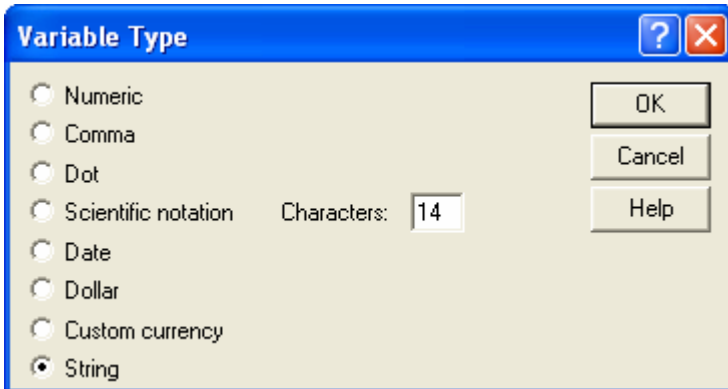 Variable Type
Numeric
Comma
Dot
Scientific notation
Date
Dollar
Custom currency
String
Characters: 14
OK
Cancel
Help